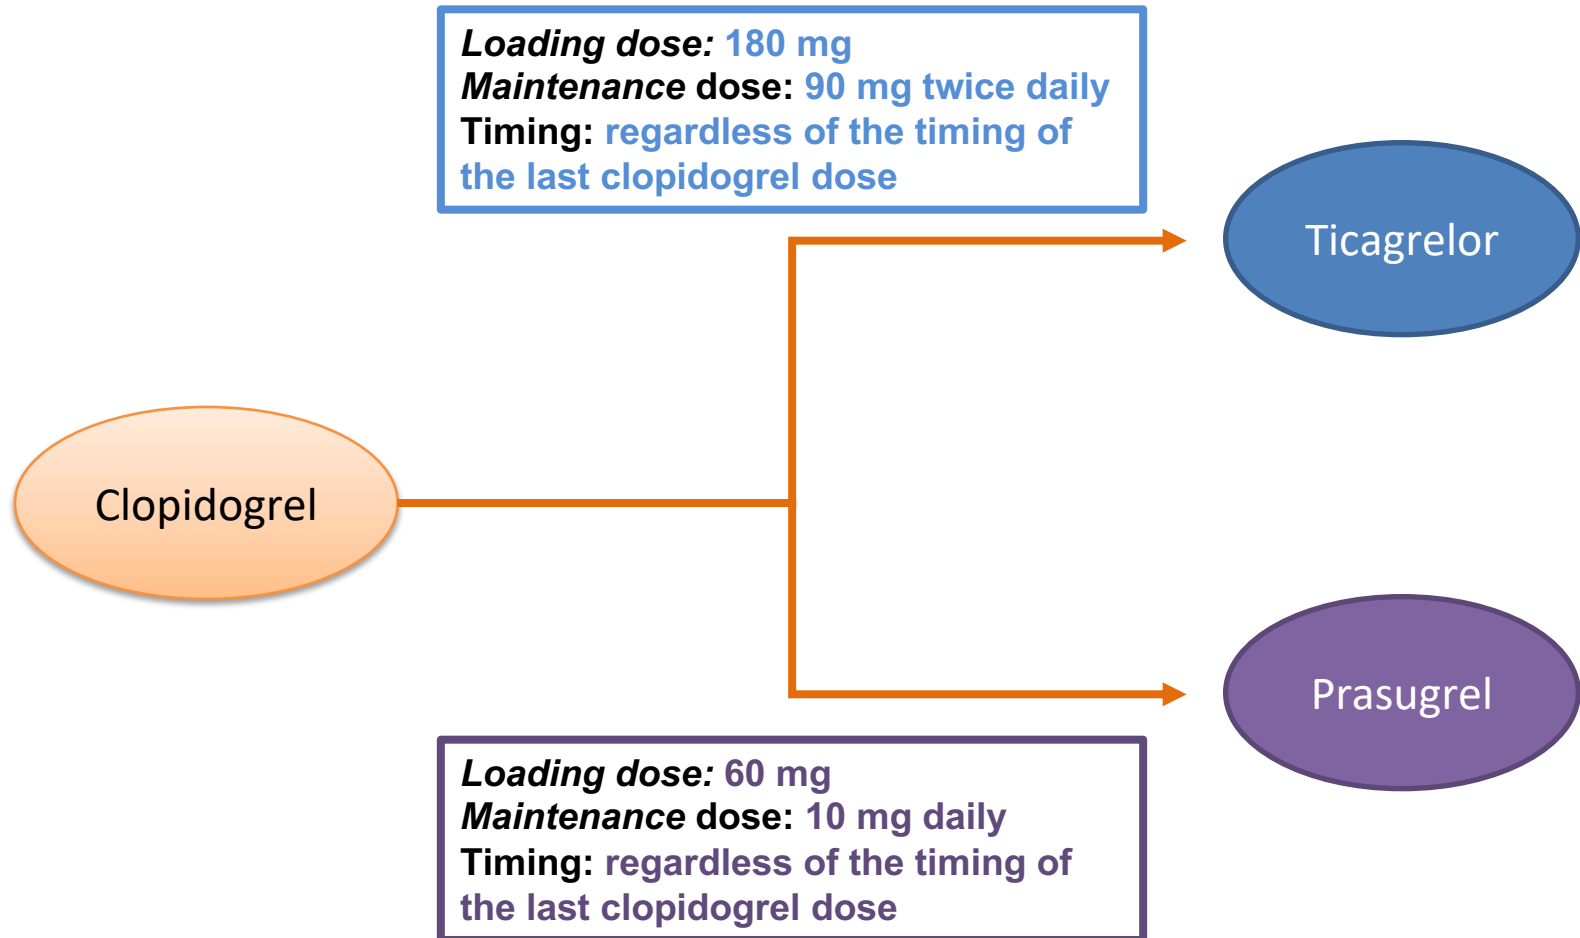 Loading dose: 180 mg
Maintenance dose: 90 mg twice daily
Timing: regardless of the timing of
the last clopidogrel dose
Ticagrelor
Clopidogrel
Prasugrel
Loading dose: 60 mg
Maintenance dose: 10 mg daily
Timing: regardless of the timing of
the last clopidogrel dose